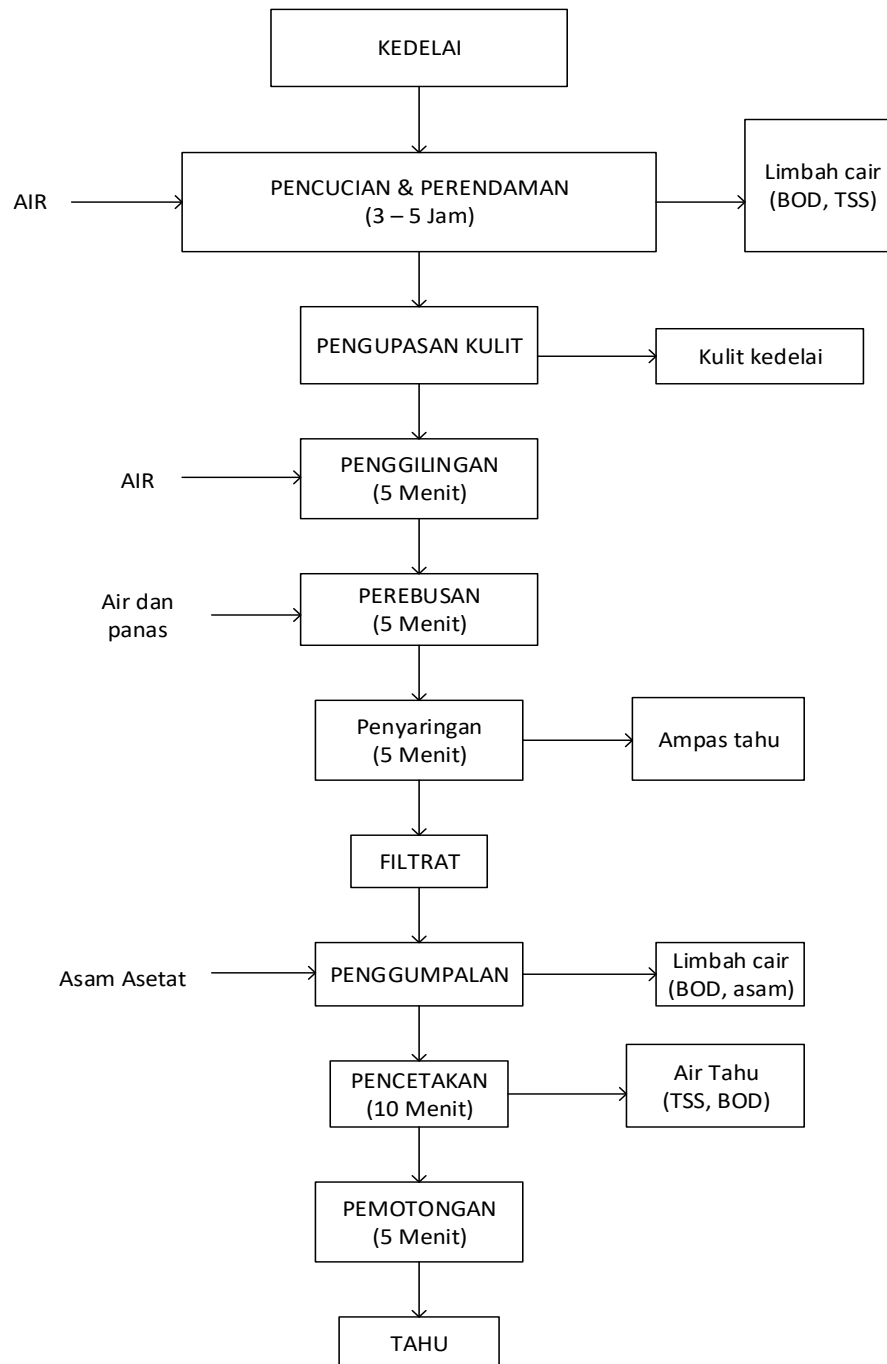 KEDELAI
AIR
PENCUCIAN & PERENDAMAN
(3 – 5 Jam)
Limbah cair
(BOD, TSS)
PENGUPASAN KULIT
Kulit kedelai
AIR
PENGGILINGAN
(5 Menit)
Air dan
panas
PEREBUSAN
(5 Menit)
Penyaringan
(5 Menit)
Ampas tahu
FILTRAT
Asam Asetat
PENGGUMPALAN
Limbah cair
(BOD, asam)
PENCETAKAN
(10 Menit)
Air Tahu
(TSS, BOD)
PEMOTONGAN
(5 Menit)
TAHU